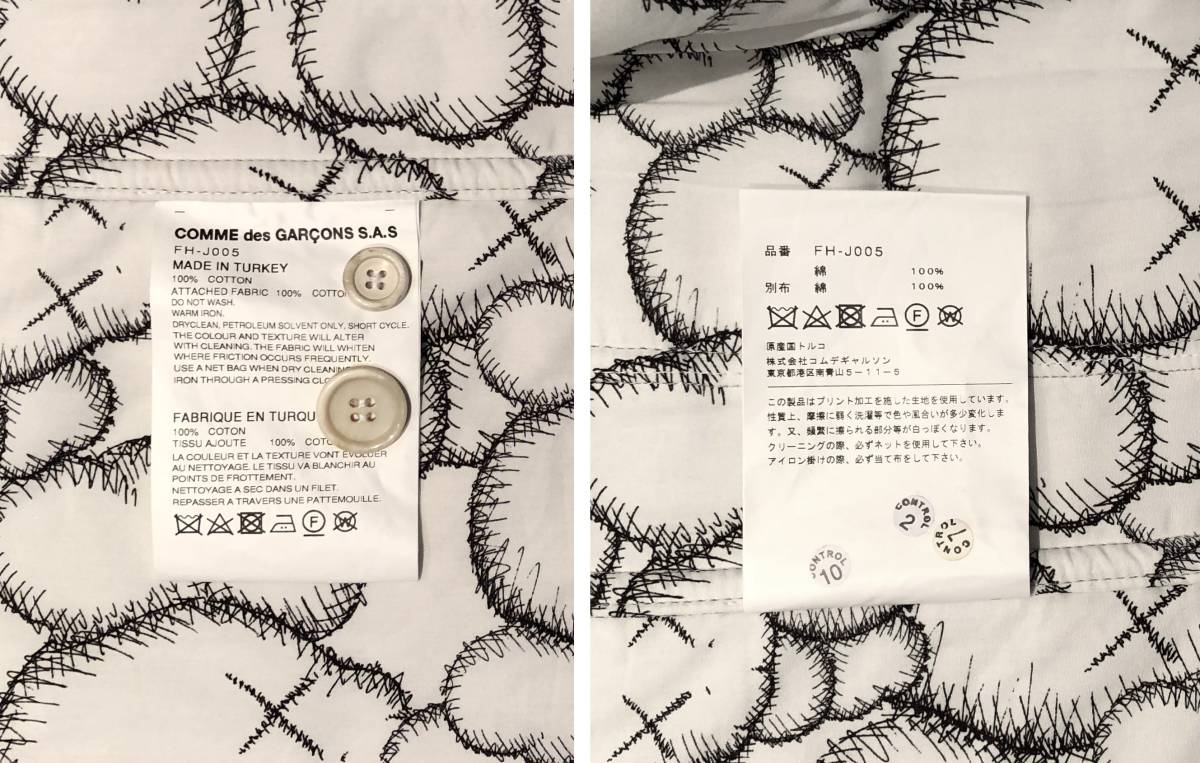 COMME des GARÇONS S.A.S
FH-J005
MADE IN TURKEY
100% COTTON
ATTACHED FABRIC 100%
DO NOT WASH.
WARM IRON.
DRYCLEAN, PETROLEUM SOLVENT ONLY, SHORT CYCLE.
THE COLOUR AND TEXTURE WILL ALTER
WITH CLEANING. THE FABRIC WILL WHITEN
WHERE FRICTION OCCURS FREQUENTLY.
USE A NET BAG WHEN DRY CLEANIN
IRON THROUGH A PRESSING
FABRIQUE EN TURQU
100% COTON
TISSU AJOUTE 100%
LA COULEUR ET LA TEXTURE VONT EVOLUER
AU NETTOYAGE. LE TISSU VA BLANCHIR AU
POINTS DE FROTTEMENT.
NETTOYAGE A SEC DANS UN FILET.
REPASSER A TRAVERS UNE PATTEMOUILLE.
F W
品番 FH-J005
綿 100%
別布 綿 100%
F W
原産国トルコ
株式会社コムデギャルソン
東京都港区南青山5-11-5
この製品はプリント加工を施した生地を使用しています。
性質上、摩擦に弱く洗濯等で色や風合いが多少変化しま
す。又、頻繁に擦られる部分等が白っぽくなります。
クリーニングの際、必ずネットを使用して下さい。
アイロン掛けの際、必ず当て布をして下さい。
CONTROL
2
CONTROL
7
CONTROL
10